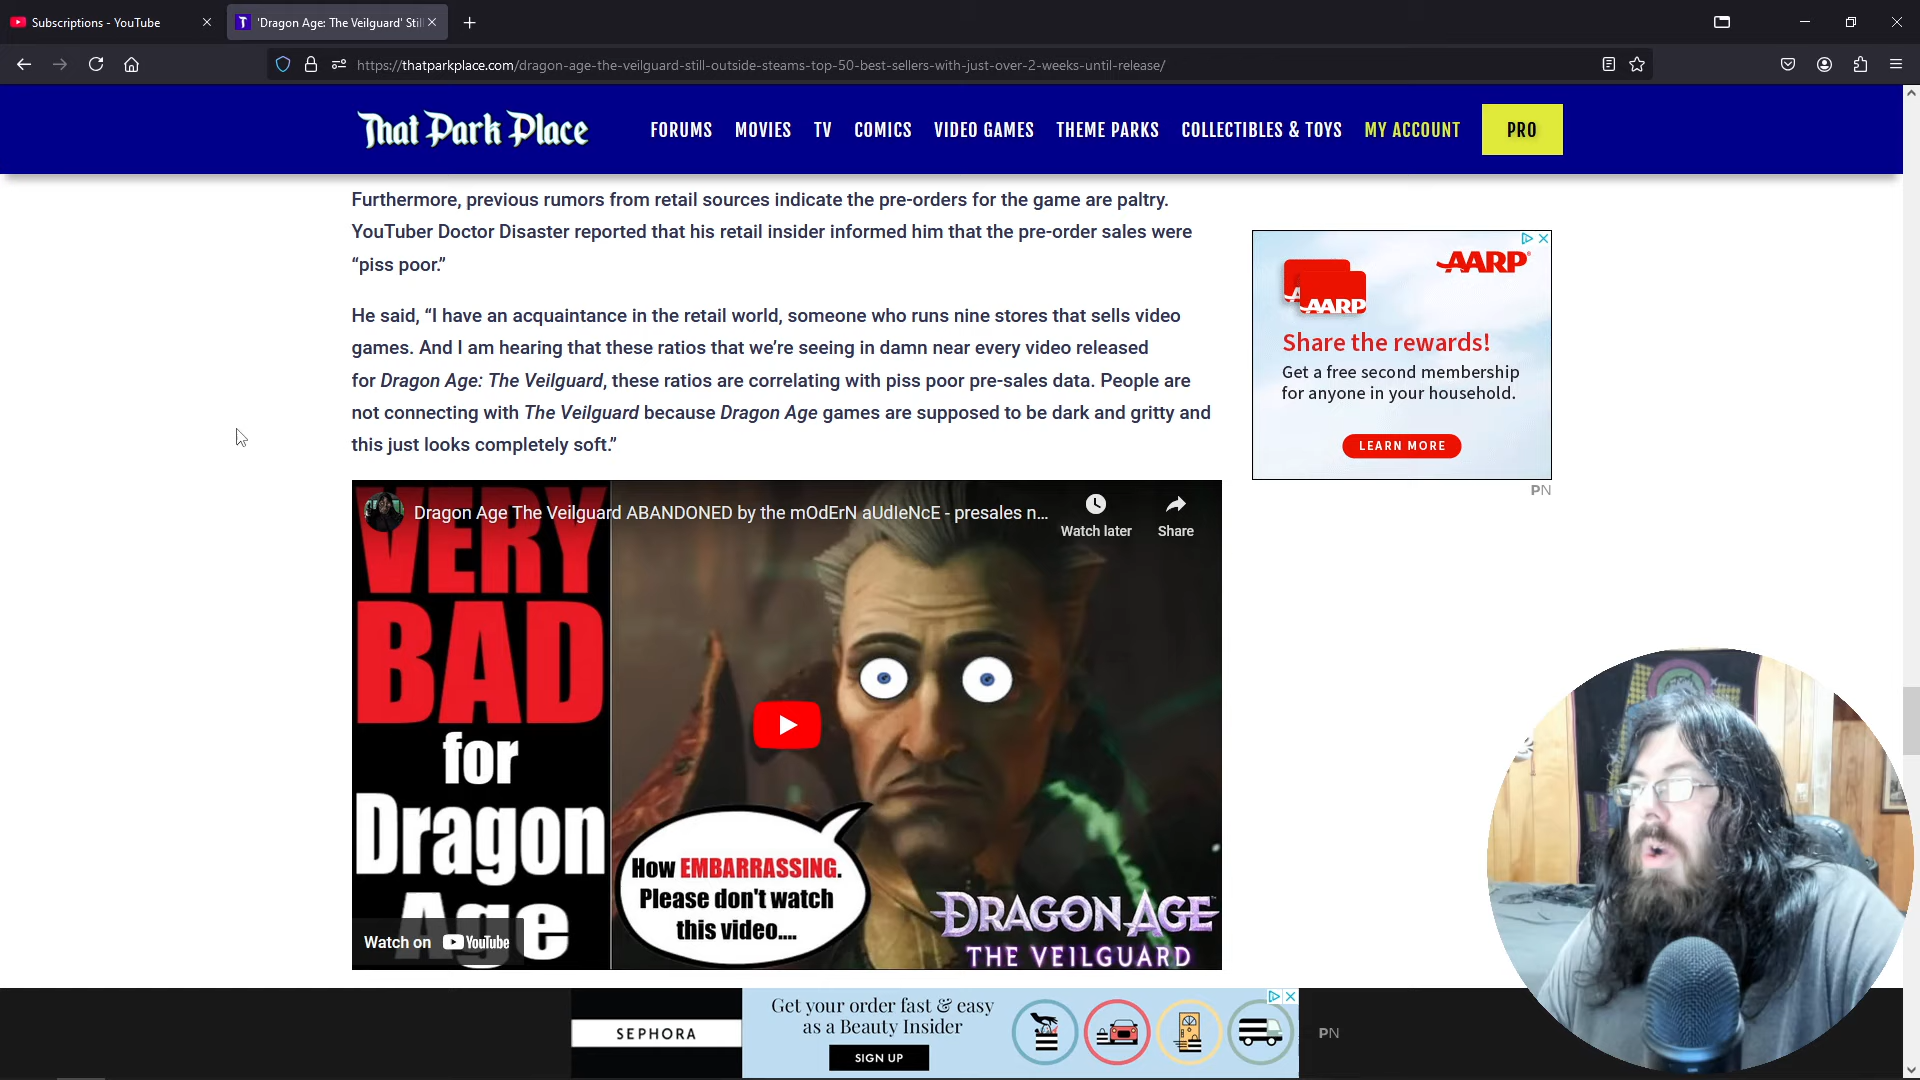 Subscriptions - YouTube
'Dragon Age: The Veilguard' Stil
https://thatparkplace.com/dragon-age-the-veilguard-still-outside-steams-top-50-best-sellers-with-just-over-2-weeks-until-release/
That Park Place
FORUMS MOVIES TV COMICS VIDEO GAMES THEME PARKS COLLECTIBLES & TOYS MY ACCOUNT PRO
Furthermore, previous rumors from retail sources indicate the pre-orders for the game are paltry.
YouTuber Doctor Disaster reported that his retail insider informed him that the pre-order sales were
“piss poor.”
He said, “I have an acquaintance in the retail world, someone who runs nine stores that sells video
games. And I am hearing that these ratios that we’re seeing in damn near every video released
for Dragon Age: The Veilguard, these ratios are correlating with piss poor pre-sales data. People are
not connecting with The Veilguard because Dragon Age games are supposed to be dark and gritty and
this just looks completely soft.”
AARP
AARP
Share the rewards!
Get a free second membership
for anyone in your household.
LEARN MORE
PN
Dragon Age The Veilguard ABANDONED by the mOdErN aUdIeNcE - presales n...
Watch later
Share
VERY
BAD
for
Dragon
Age
How EMBARRASSING.
Please don't watch
this video....
DRAGON AGE
THE VEILGUARD
Watch on YouTube
SEPHORA
Get your order fast & easy
as a Beauty Insider
SIGN UP
PN